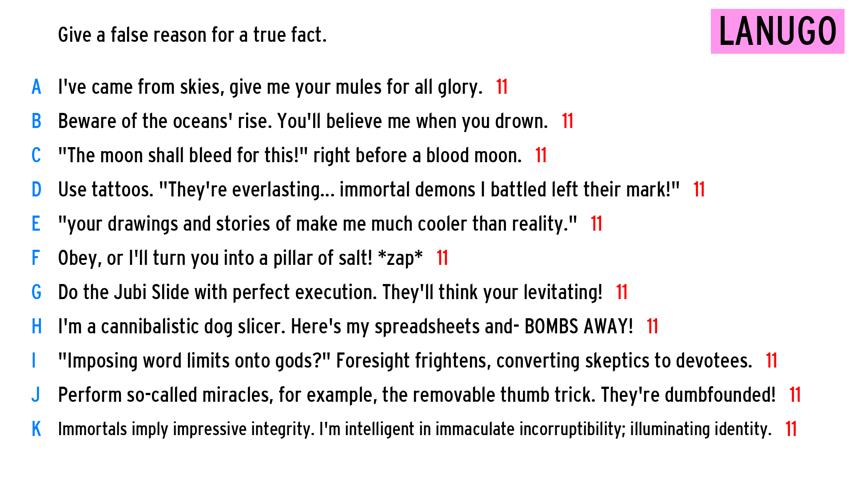 Give a false reason for a true fact.
LANUGO
A I've came from skies, give me your mules for all glory. 11
B Beware of the oceans' rise. You'll believe me when you drown. 11
C "The moon shall bleed for this!" right before a blood moon. 11
D Use tattoos. "They're everlasting... immortal demons I battled left their mark!" 11
E "your drawings and stories of make me much cooler than reality." 11
F Obey, or I'll turn you into a pillar of salt! *zap* 11
G Do the Jubi Slide with perfect execution. They'll think your levitating! 11
H I'm a cannibalistic dog slicer. Here's my spreadsheets and- BOMBS AWAY! 11
I "Imposing word limits onto gods?" Foresight frightens, converting skeptics to devotees. 11
J Perform so-called miracles, for example, the removable thumb trick. They're dumbfounded! 11
K Immortals imply impressive integrity. I'm intelligent in immaculate incorruptibility; illuminating identity. 11